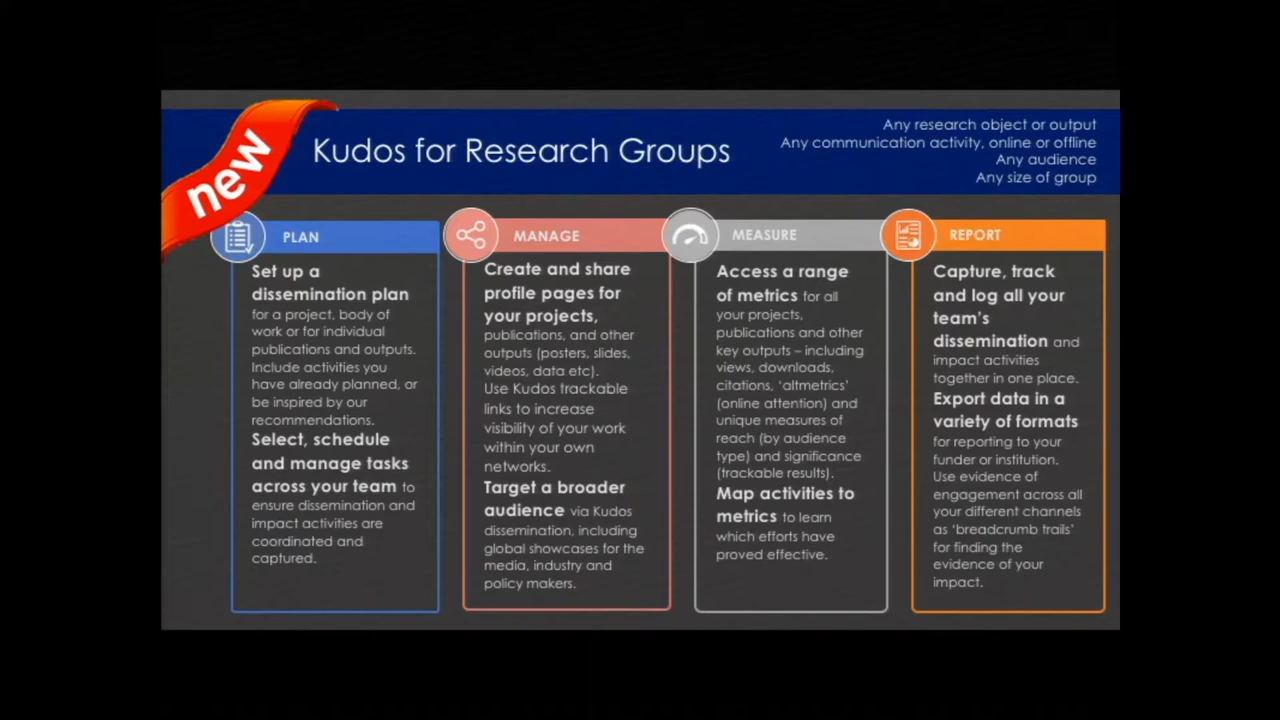 new
Kudos for Research Groups
Any research object or output
Any communication activity, online or offline
Any audience
Any size of group
PLAN
Set up a
dissemination plan
for a project, body of
work or for individual
publications and outputs.
Include activities you
have already planned, or
be inspired by our
recommendations.
Select, schedule
and manage tasks
across your team to
ensure dissemination and
impact activities are
coordinated and
captured.
MANAGE
Create and share
profile pages for
your projects,
publications, and other
outputs (posters, slides,
videos, data etc).
Use Kudos trackable
links to increase
visibility of your work
within your own
networks.
Target a broader
audience via Kudos
dissemination, including
global showcases for the
media, industry and
policy makers.
MEASURE
Access a range
of metrics for all
your projects,
publications and other
key outputs – including
views, downloads,
citations, ‘altmetrics’
(online attention) and
unique measures of
reach (by audience
type) and significance
(trackable results).
Map activities to
metrics to learn
which efforts have
proved effective.
REPORT
Capture, track
and log all your
team’s
dissemination and
impact activities
together in one place.
Export data in a
variety of formats
for reporting to your
funder or institution.
Use evidence of
engagement across all
your different channels
as ‘breadcrumb trails’
for finding the
evidence of your
impact.